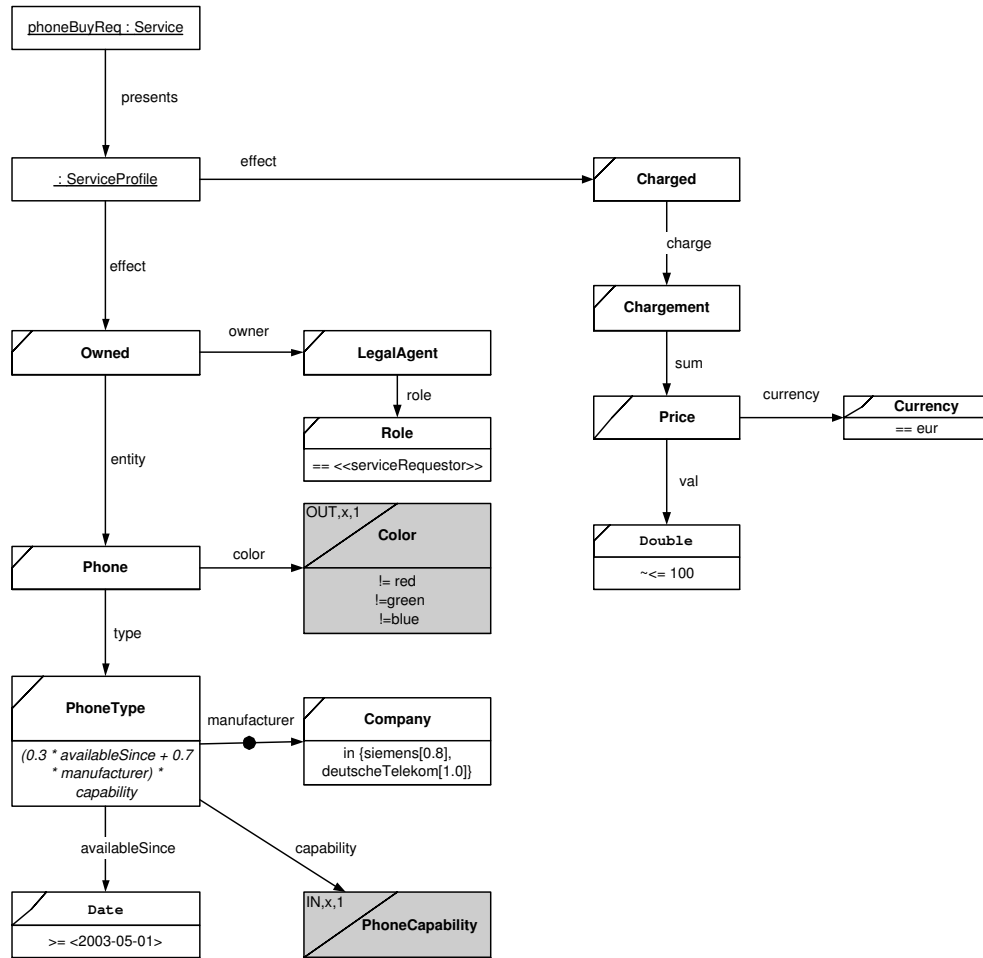 phoneBuyReq : Service
presents
: ServiceProfile
effect
Charged
charge
effect
Chargement
Owned
owner
LegalAgent
sum
role
Price
currency
Currency
== eur
Role
== <<serviceRequestor>>
entity
val
OUT,x,1
Color
!= red
!=green
!=blue
Double
~<= 100
Phone
color
type
PhoneType
(0.3 * availableSince + 0.7
* manufacturer) *
capability
manufacturer
Company
in {siemens[0.8],
deutscheTelekom[1.0]}
availableSince
capability
Date
>= <2003-05-01>
IN,x,1
PhoneCapability